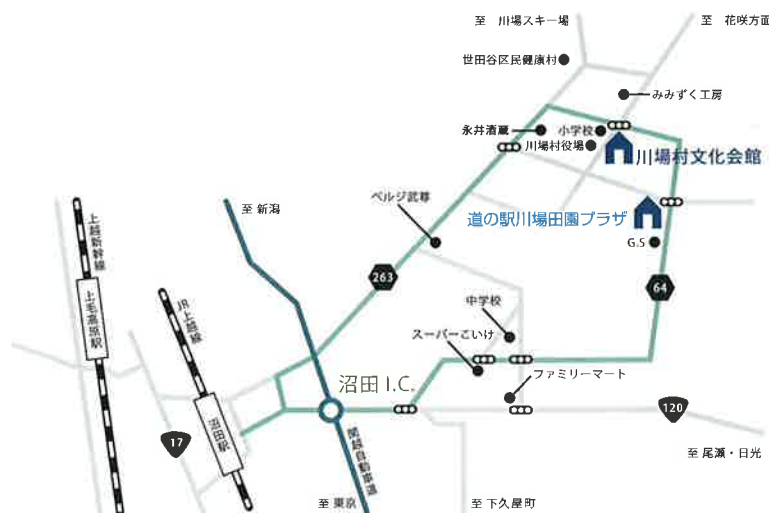 至 川場スキー場
至 花咲方面
世田谷区民健康村
みみずく工房
永井酒蔵
小学校
川場村役場
川場村文化会館
ベルジ武尊
至 新潟
道の駅川場田園プラザ
G.S
上越新幹線
上毛高原駅
263
64
JR上越線
中学校
スーパーこいけ
沼田 I.C.
ファミリーマート
沼田駅
17
120
関越自動車道
至 尾瀬・日光
至 東京
至 下久屋町